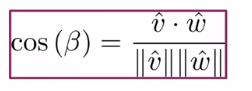 cos (β) = v̂ · ŵ / ‖v̂‖‖ŵ‖